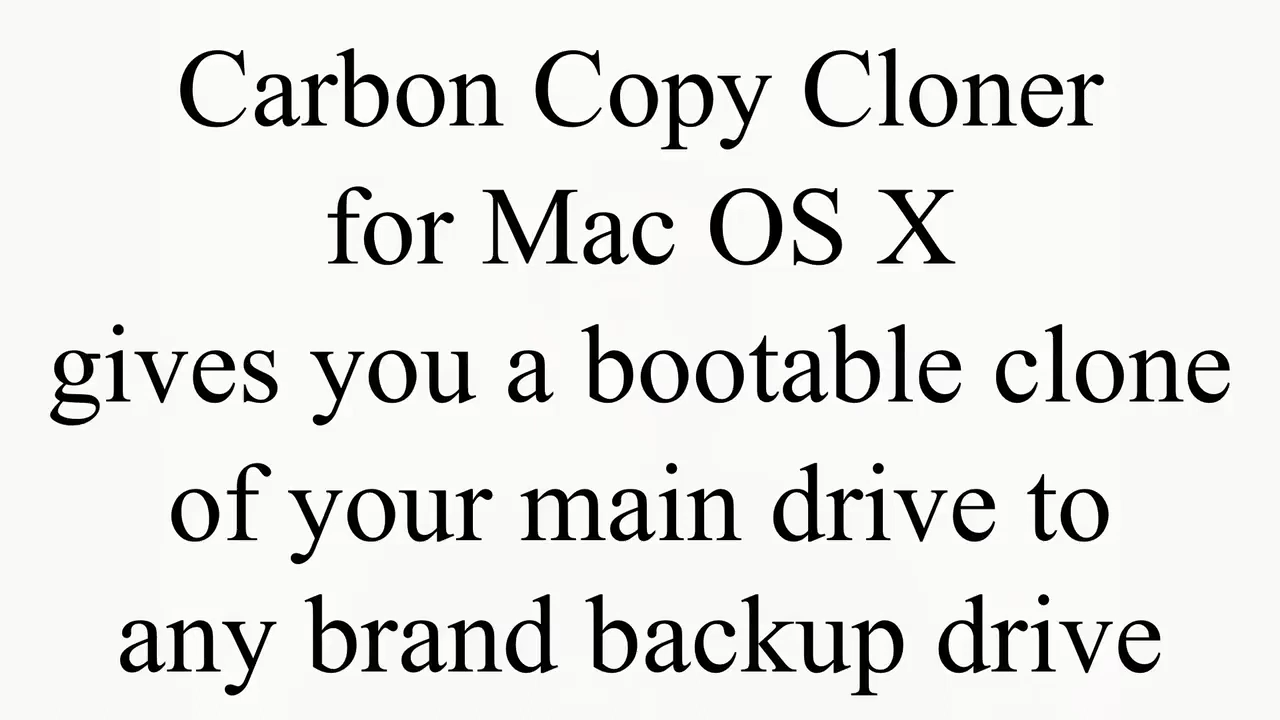 Carbon Copy Cloner
for Mac OS X
gives you a bootable clone
of your main drive to
any brand backup drive